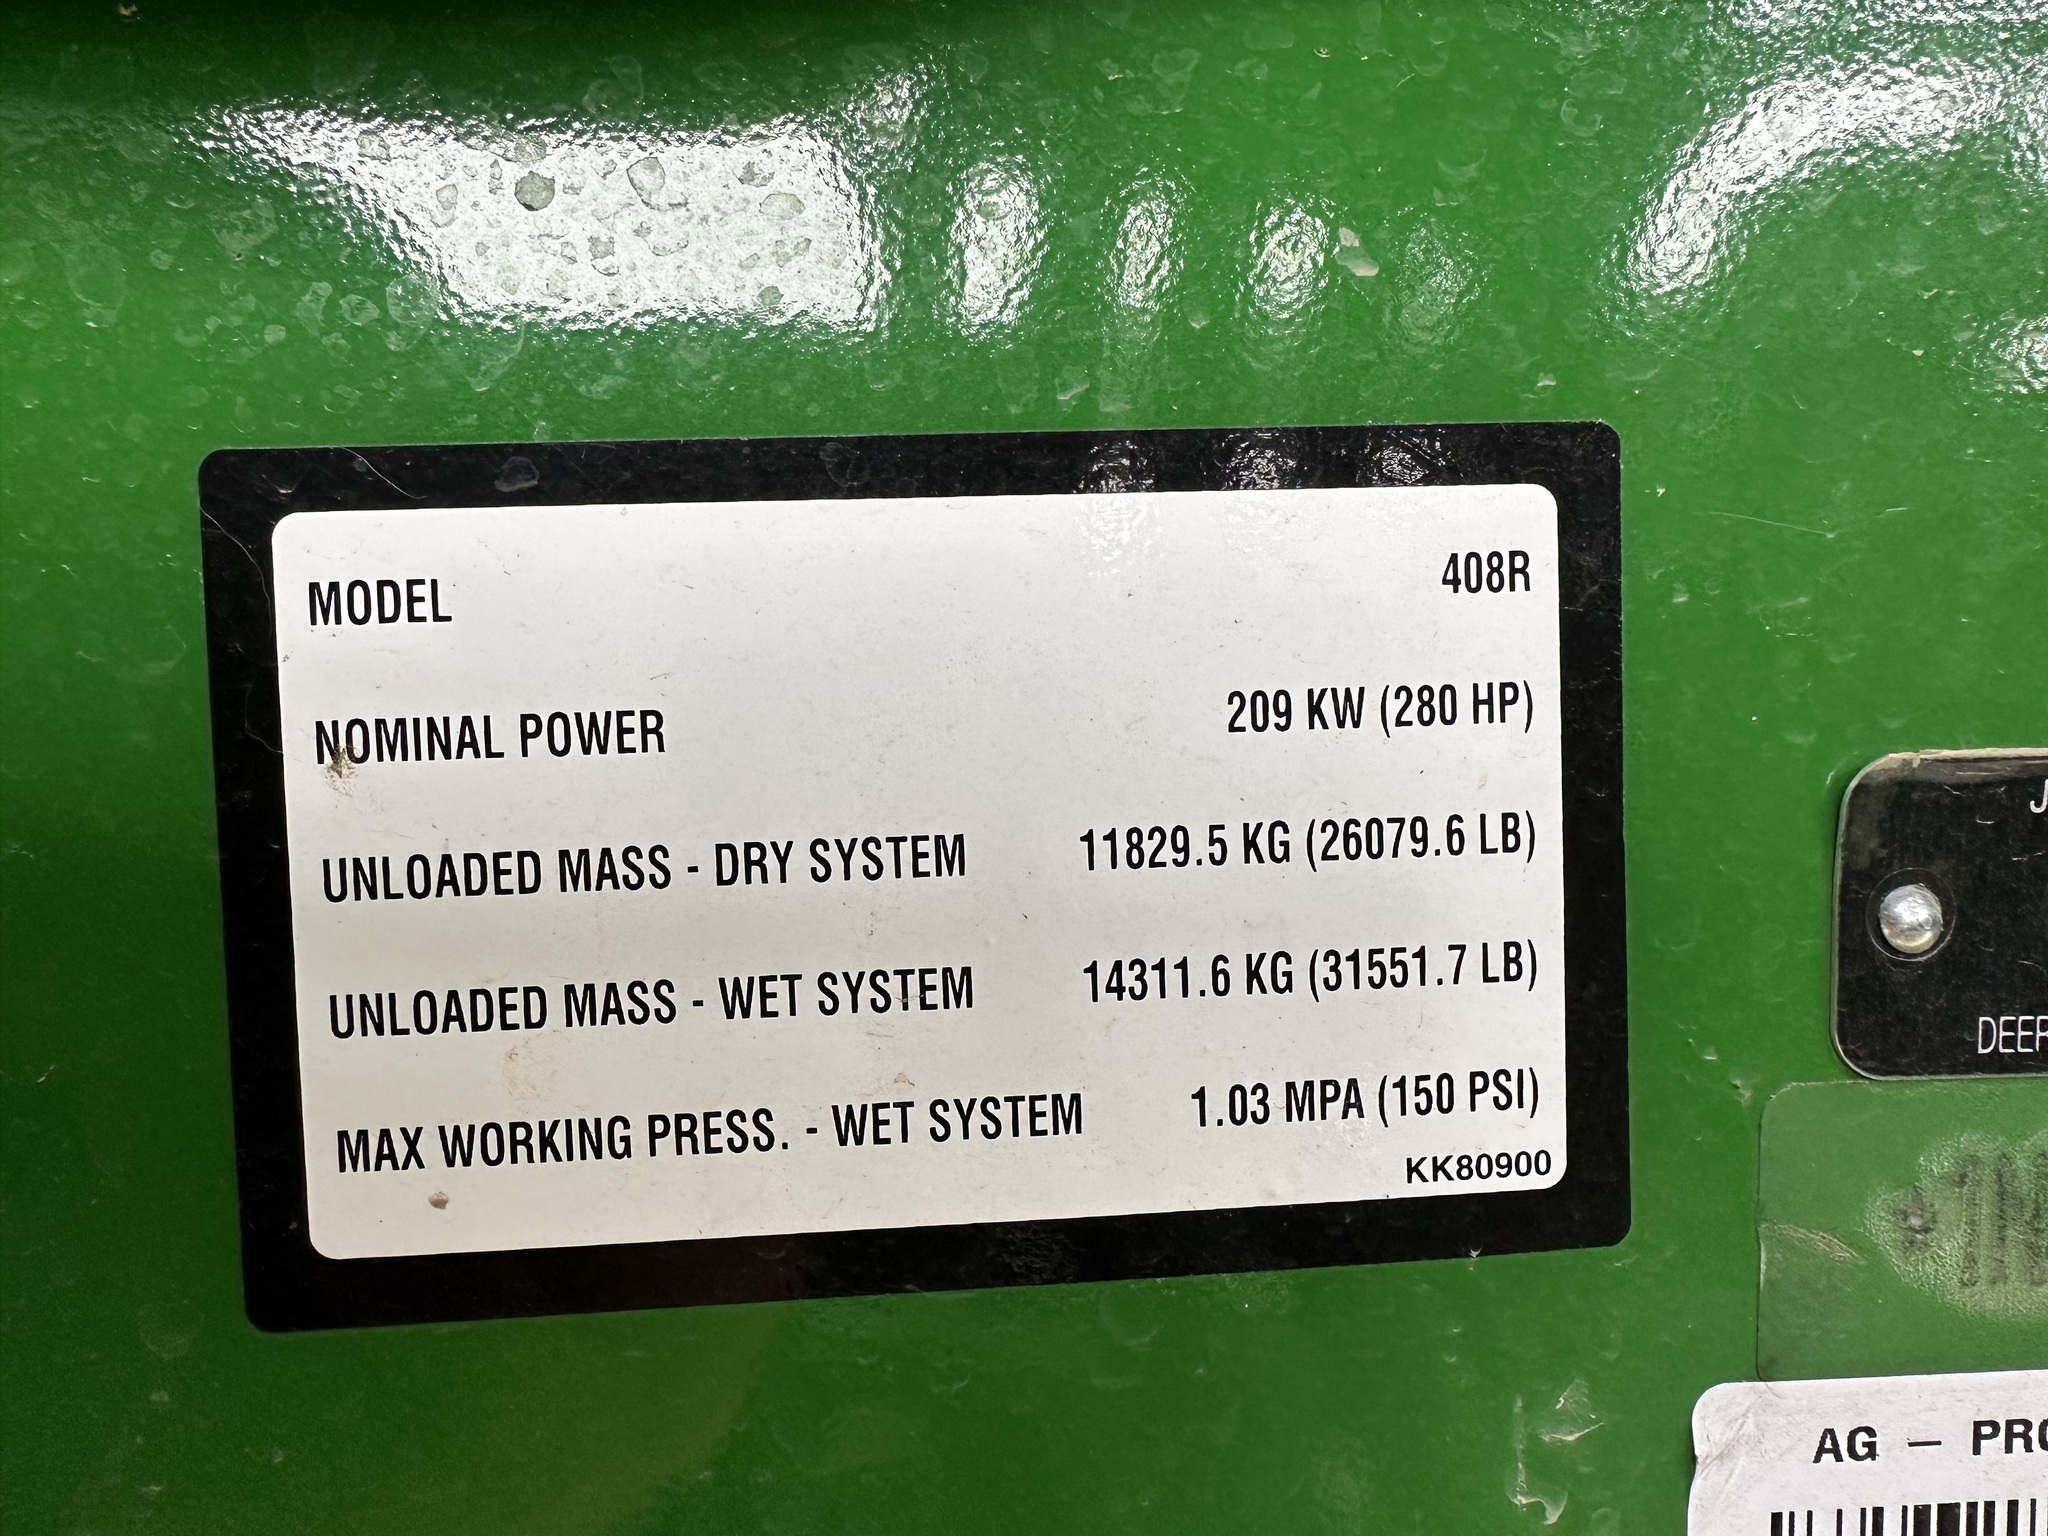 MODEL 408R
NOMINAL POWER 209 KW (280 HP)
UNLOADED MASS - DRY SYSTEM 11829.5 KG (26079.6 LB)
UNLOADED MASS - WET SYSTEM 14311.6 KG (31551.7 LB)
MAX WORKING PRESS. - WET SYSTEM 1.03 MPA (150 PSI)
KK80900
AG –